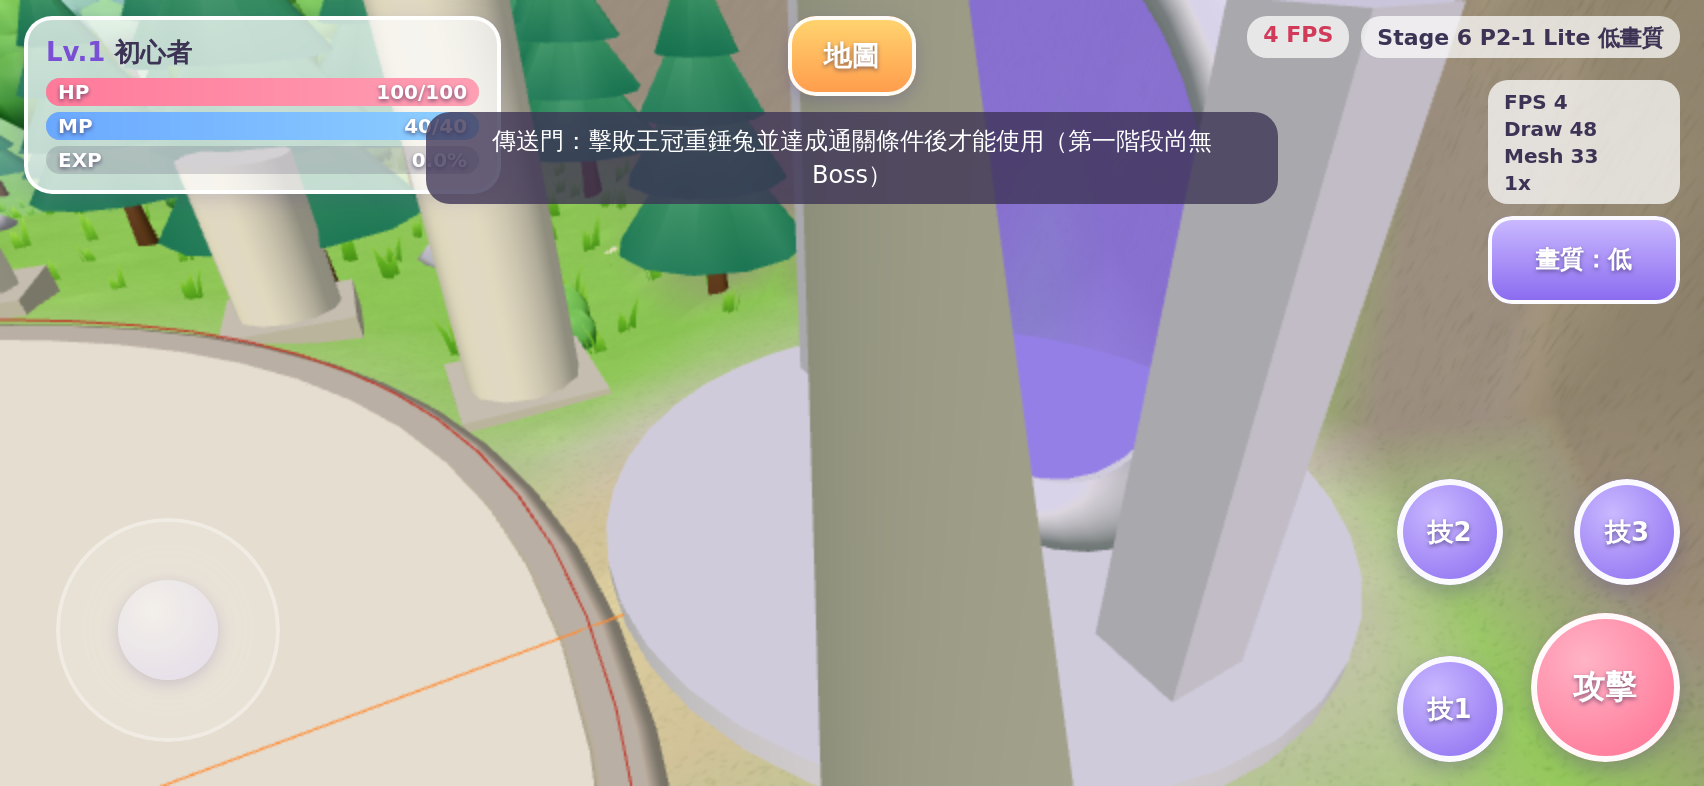 Lv.1 初心者
HP 100/100
MP 40/40
EXP 0.0%
地圖
4 FPS
Stage 6 P2-1 Lite 低畫質
傳送門：擊敗王冠重錘兔並達成通關條件後才能使用（第一階段尚無
Boss）
FPS 4
Draw 48
Mesh 33
1x
畫質：低
技2
技3
技1
攻擊